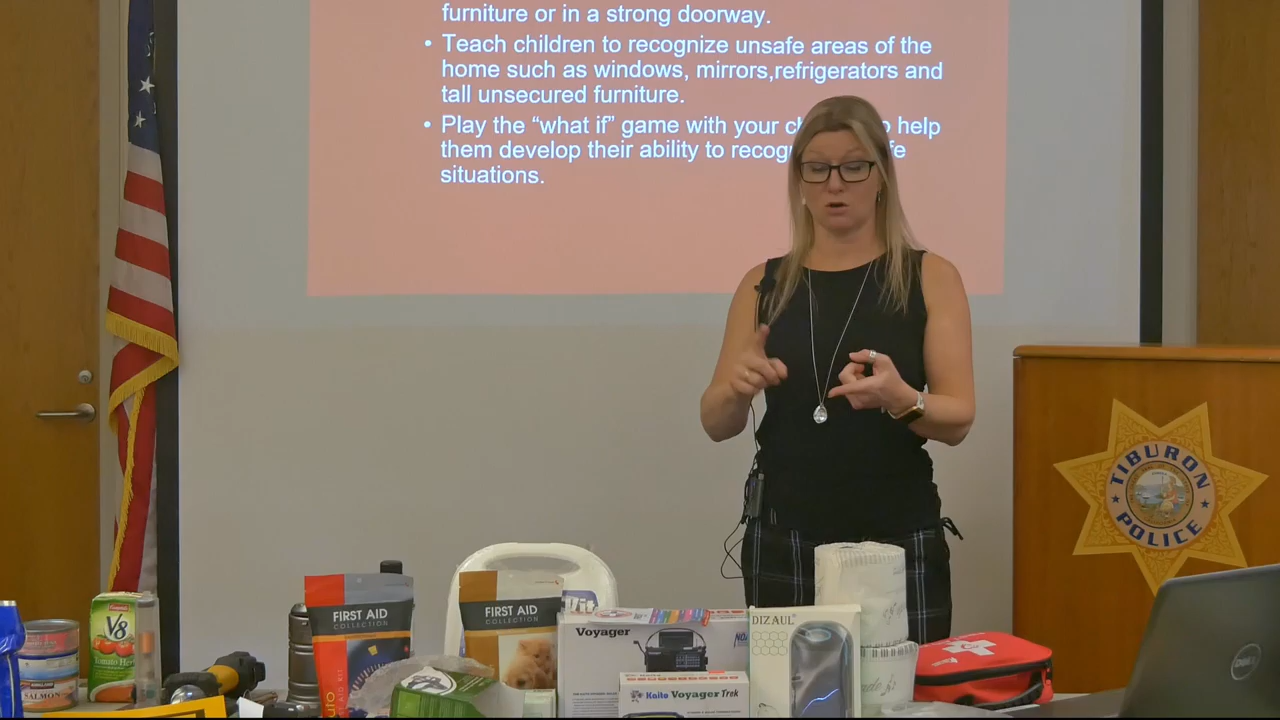 furniture or in a strong doorway.
• Teach children to recognize unsafe areas of the
home such as windows, mirrors,refrigerators and
tall unsecured furniture.
• Play the “what if” game with your help
them develop their ability to
situations.
TIBURON
POLICE
V8
FIRST AID
COLLECTION
FIRST AID
COLLECTION
Voyager
DIZAUL
Kaito Voyager Trek
SALMON
DELL